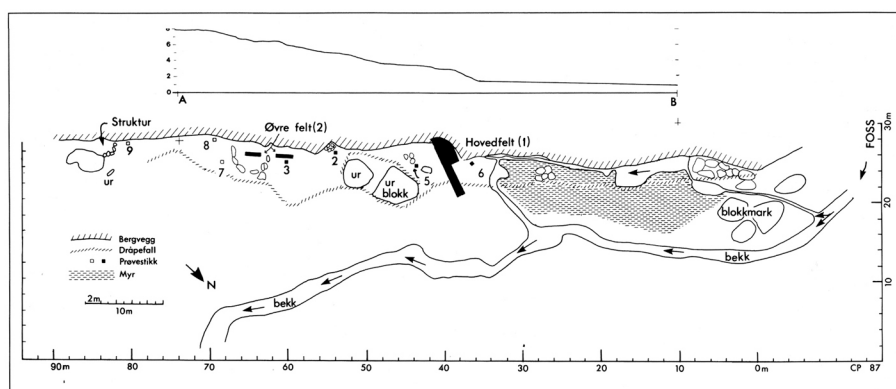 8
6
4
2
0
A B
Struktur
Øvre felt(2)
Hovedfelt (1)
30m
FOSS
9
8
7
3
2
5
6
ur
ur
ur
blokk
blokkmark
bekk
bekk
Bergvegg
Dråpefall
Prøvestikk
Myr
2m
10m
N
20
10
90m 80 70 60 50 40 30 20 10 0m CP 87